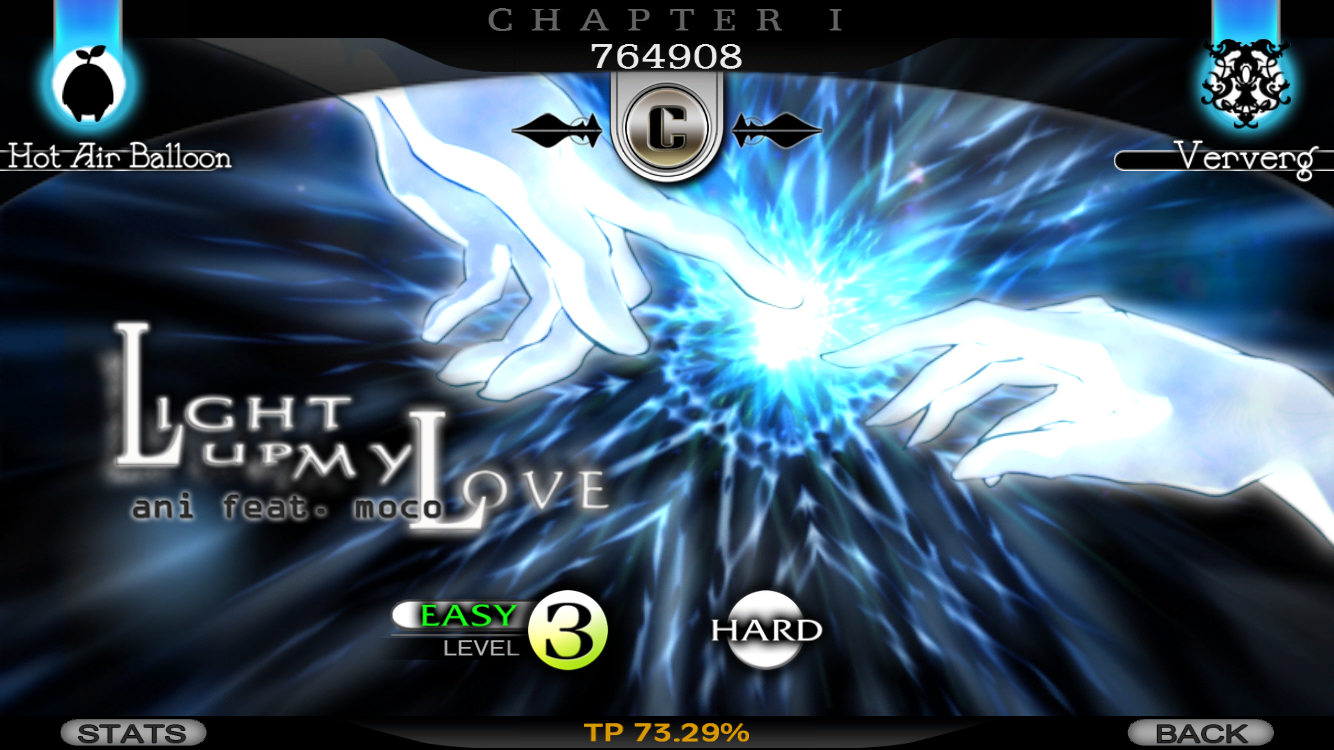 CHAPTER I
764908
C
Hot Air Balloon
Ververg
LIGHT
UP MY
LOVE
ani feat. moco
EASY
LEVEL
3
HARD
STATS
TP 73.29%
BACK